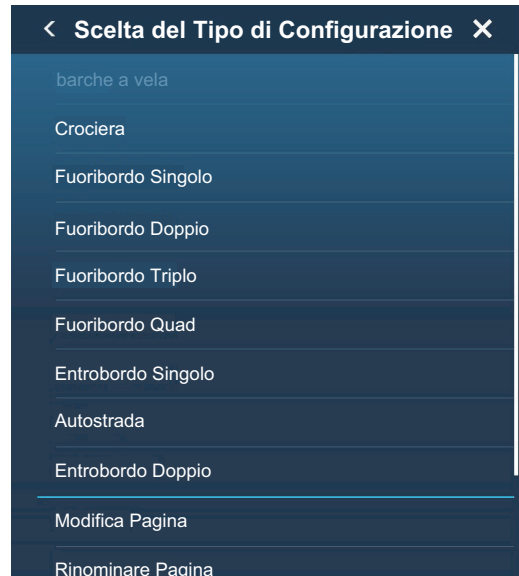 Scelta del Tipo di Configurazione
barche a vela
Crociera
Fuoribordo Singolo
Fuoribordo Doppio
Fuoribordo Triplo
Fuoribordo Quad
Entrobordo Singolo
Autostrada
Entrobordo Doppio
Modifica Pagina
Rinominare Pagina